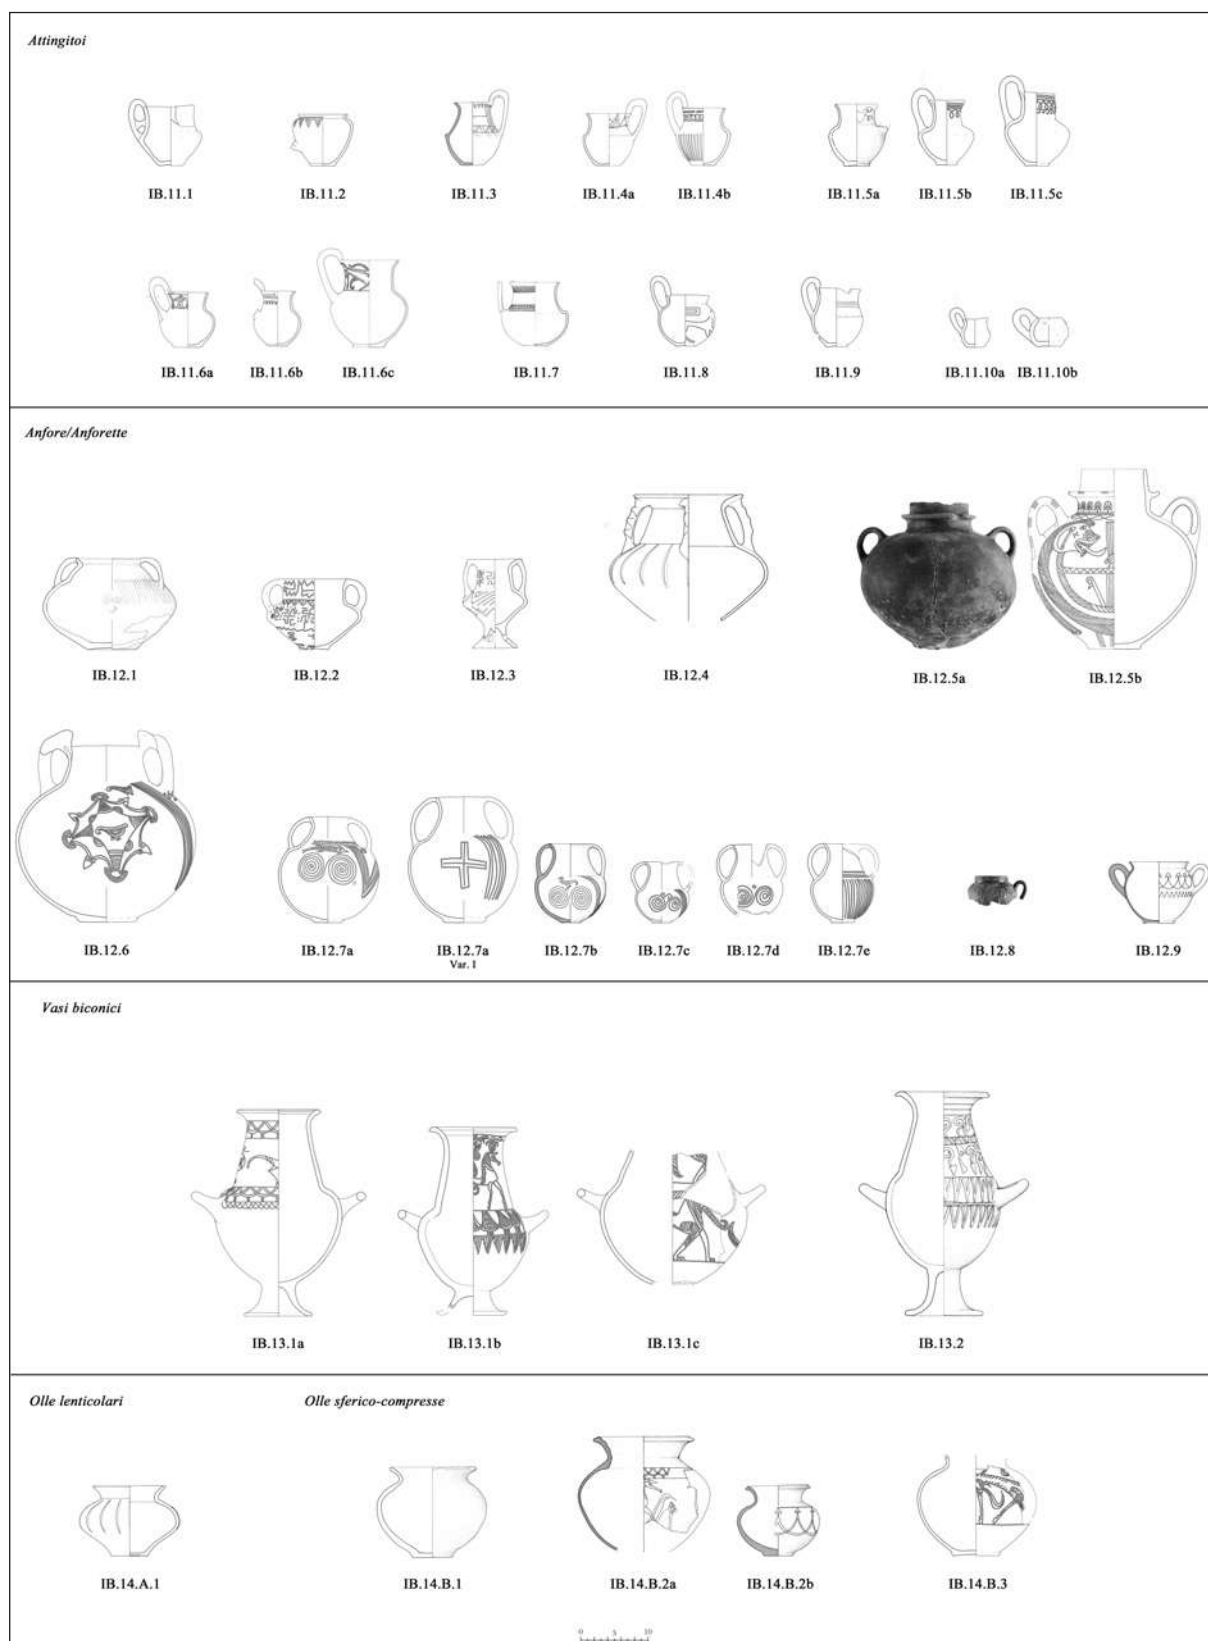 Attingitoi
IB.11.1 IB.11.2 IB.11.3 IB.11.4a IB.11.4b IB.11.5a IB.11.5b IB.11.5c
IB.11.6a IB.11.6b IB.11.6c IB.11.7 IB.11.8 IB.11.9 IB.11.10a IB.11.10b
Anfore/Anforette
IB.12.1 IB.12.2 IB.12.3 IB.12.4 IB.12.5a IB.12.5b
IB.12.6 IB.12.7a IB.12.7a IB.12.7b IB.12.7c IB.12.7d IB.12.7e IB.12.8 IB.12.9
Var. I
Vasi biconici
IB.13.1a IB.13.1b IB.13.1c IB.13.2
Olle lenticolari Olle sferico-compresse
IB.14.A.1 IB.14.B.1 IB.14.B.2a IB.14.B.2b IB.14.B.3
0 5 10